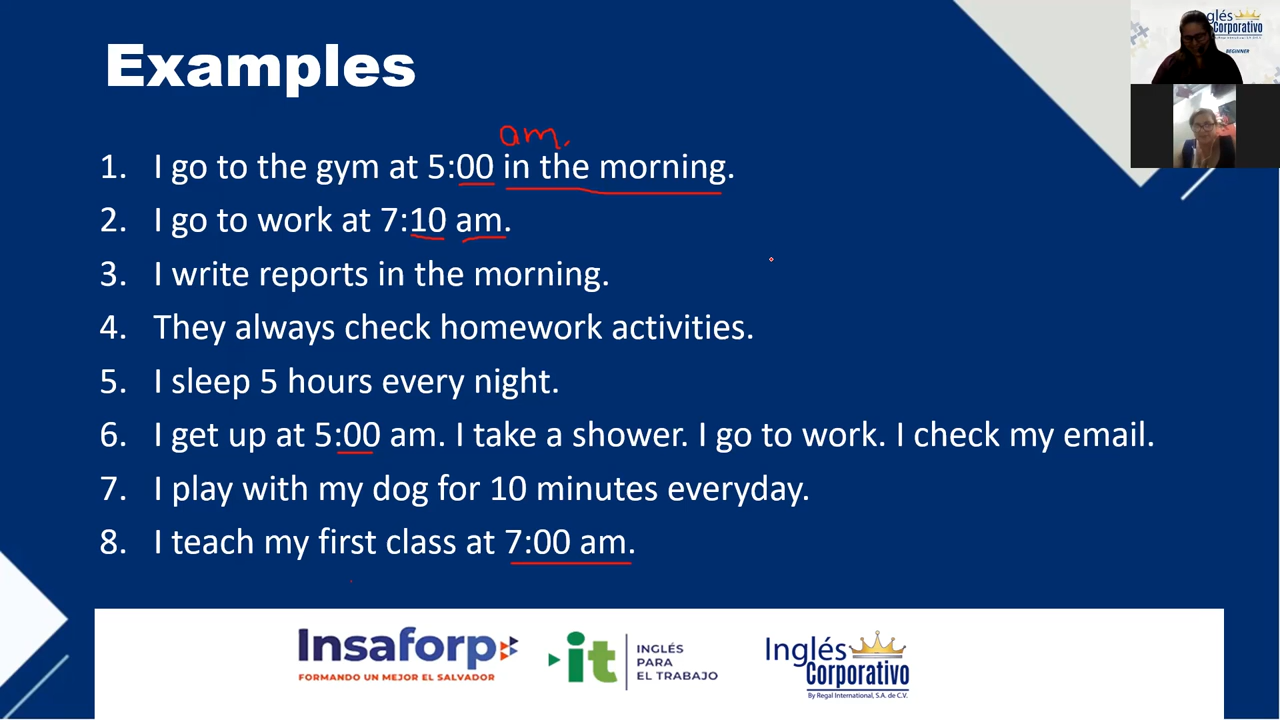 Examples
am.
1. I go to the gym at 5:00 in the morning.
2. I go to work at 7:10 am.
3. I write reports in the morning.
4. They always check homework activities.
5. I sleep 5 hours every night.
6. I get up at 5:00 am. I take a shower. I go to work. I check my email.
7. I play with my dog for 10 minutes everyday.
8. I teach my first class at 7:00 am.
Insaforp
FORMANDO UN MEJOR EL SALVADOR
it
INGLÉS
PARA
EL TRABAJO
Inglés
Corporativo
By Regal International, S.A. de C.V.
Corporativo
BEGINNER